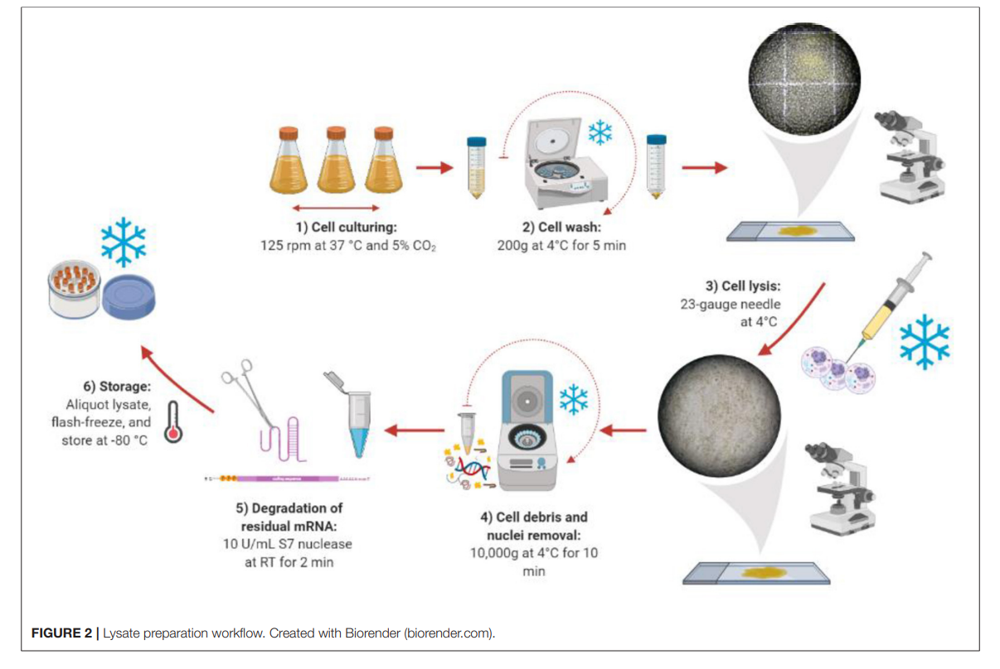 1) Cell culturing:
125 rpm at 37 °C and 5% CO₂
2) Cell wash:
200g at 4°C for 5 min
3) Cell lysis:
23-gauge needle
at 4°C
4) Cell debris and
nuclei removal:
10,000g at 4°C for 10
min
5) Degradation of
residual mRNA:
10 U/mL S7 nuclease
at RT for 2 min
6) Storage:
Aliquot lysate,
flash-freeze, and
store at -80 °C
coding sequence
FIGURE 2 | Lysate preparation workflow. Created with Biorender (biorender.com).